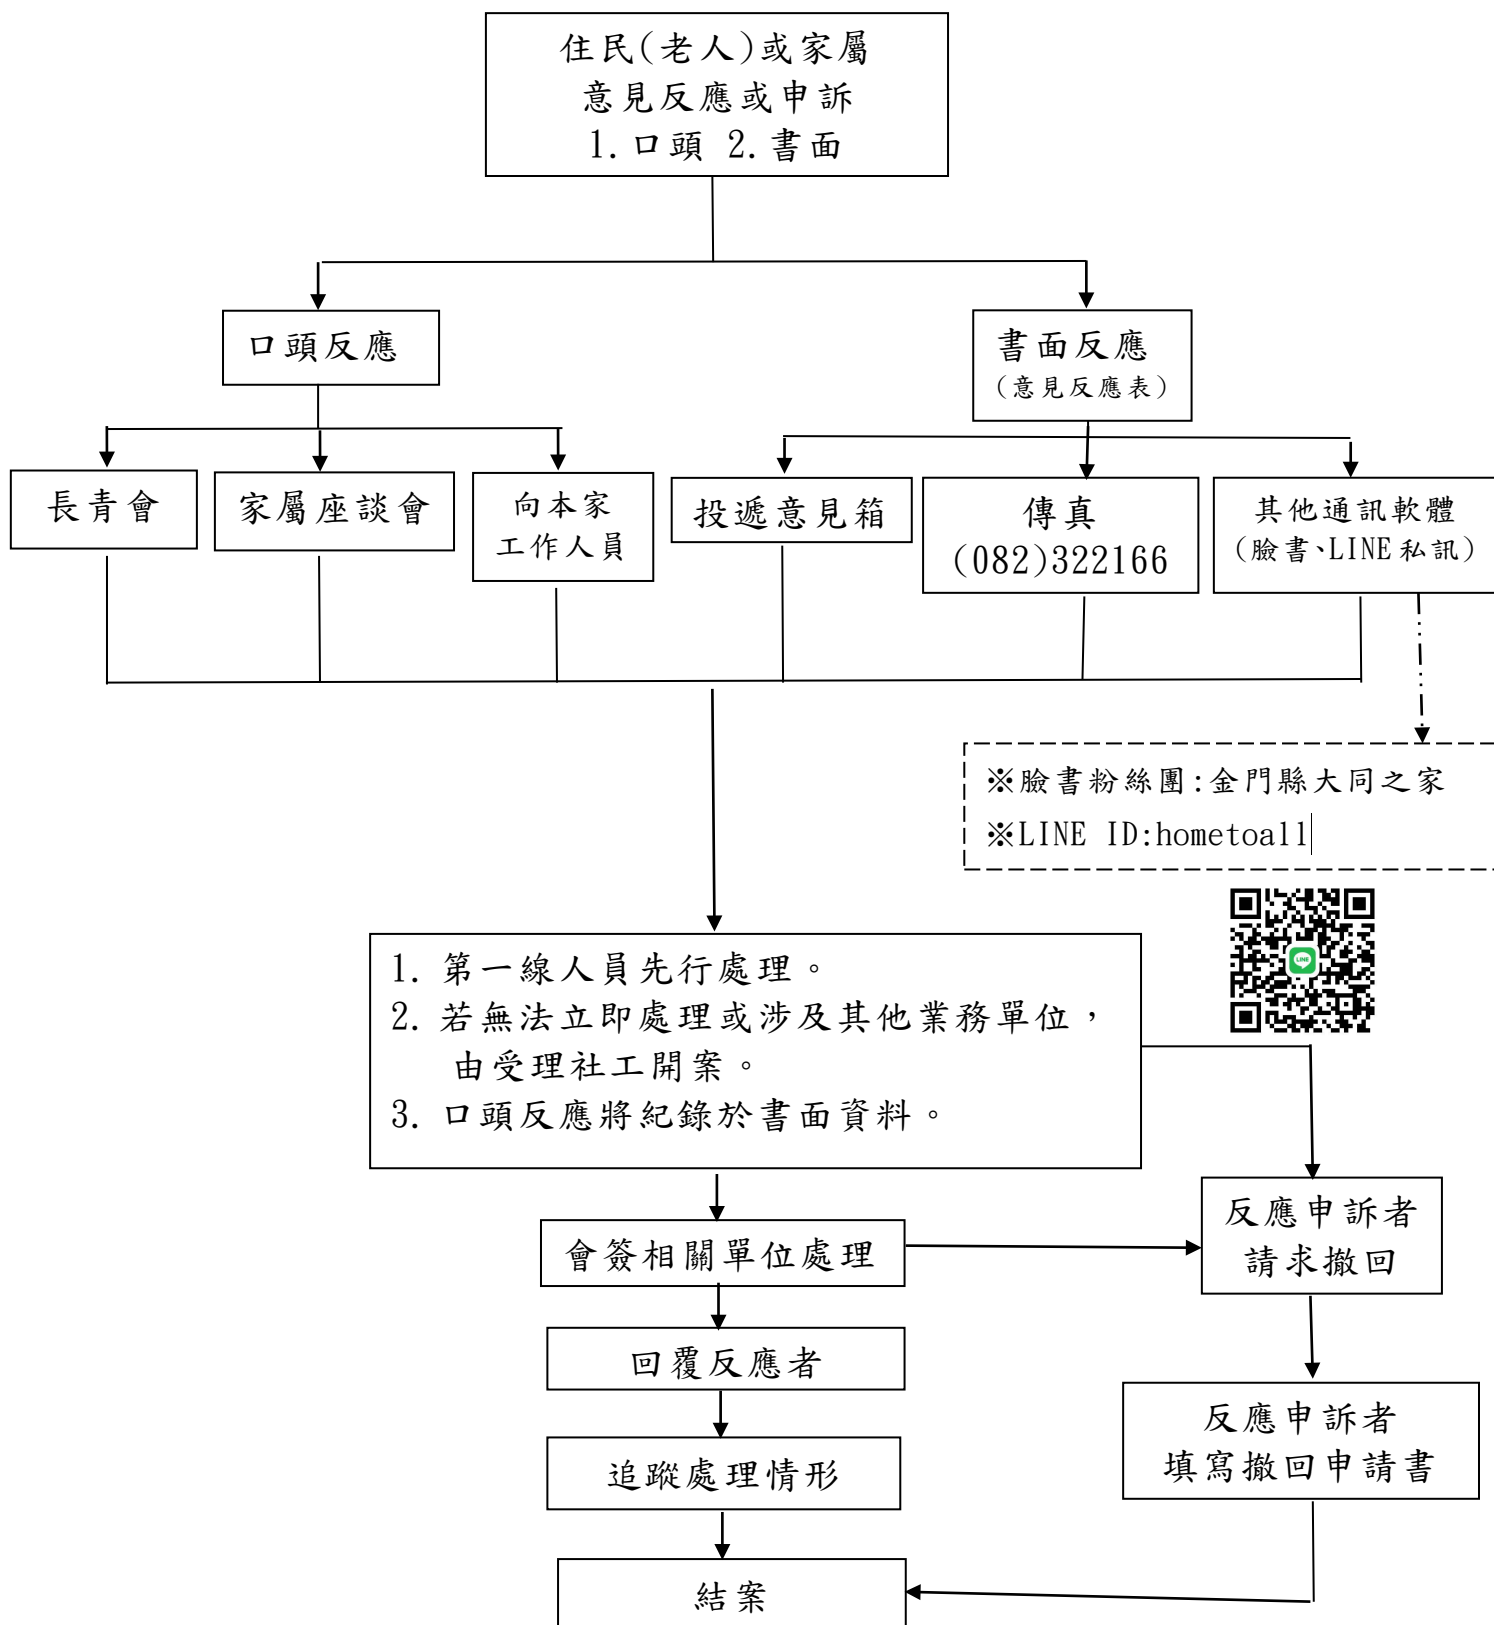 住民(老人)或家屬
意見反應或申訴
1.口頭 2.書面
口頭反應
書面反應
(意見反應表)
長青會
家屬座談會
向本家
工作人員
投遞意見箱
傳真
(082)322166
其他通訊軟體
(臉書、LINE私訊)
※臉書粉絲團:金門縣大同之家
※LINE ID:hometoall
LINE
1. 第一線人員先行處理。
2. 若無法立即處理或涉及其他業務單位，
由受理社工開案。
3. 口頭反應將紀錄於書面資料。
反應申訴者
請求撤回
會簽相關單位處理
回覆反應者
反應申訴者
填寫撤回申請書
追蹤處理情形
結案